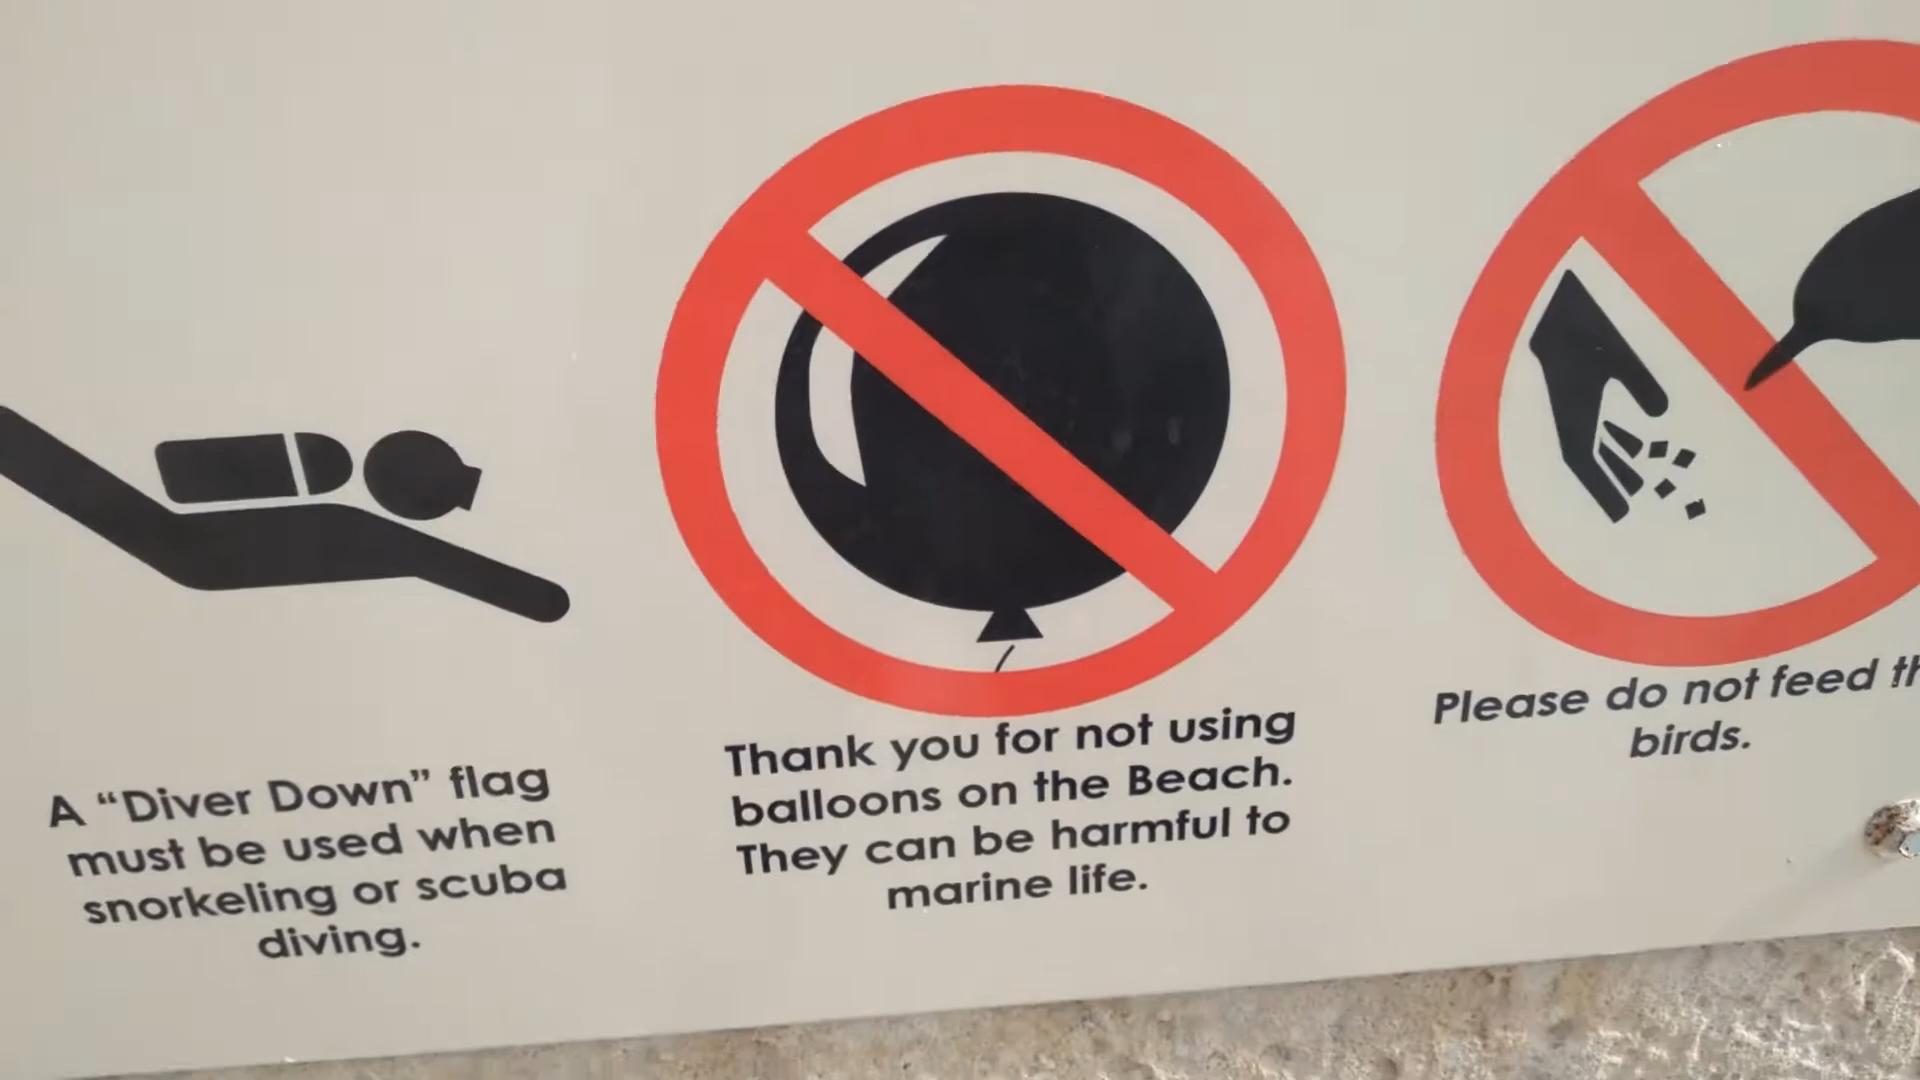 A “Diver Down” flag
must be used when
snorkeling or scuba
diving.
Thank you for not using
balloons on the Beach.
They can be harmful to
marine life.
Please do not feed
birds.